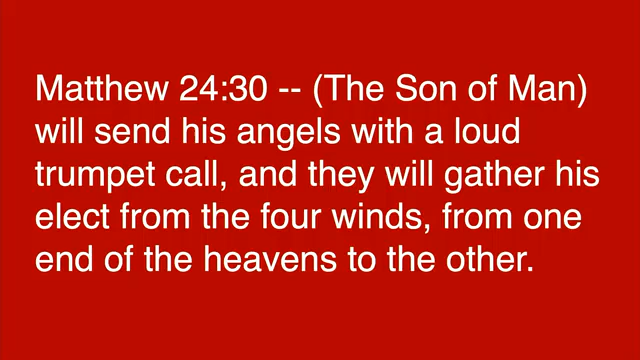 Matthew 24:30 -- (The Son of Man)
will send his angels with a loud
trumpet call, and they will gather his
elect from the four winds, from one
end of the heavens to the other.